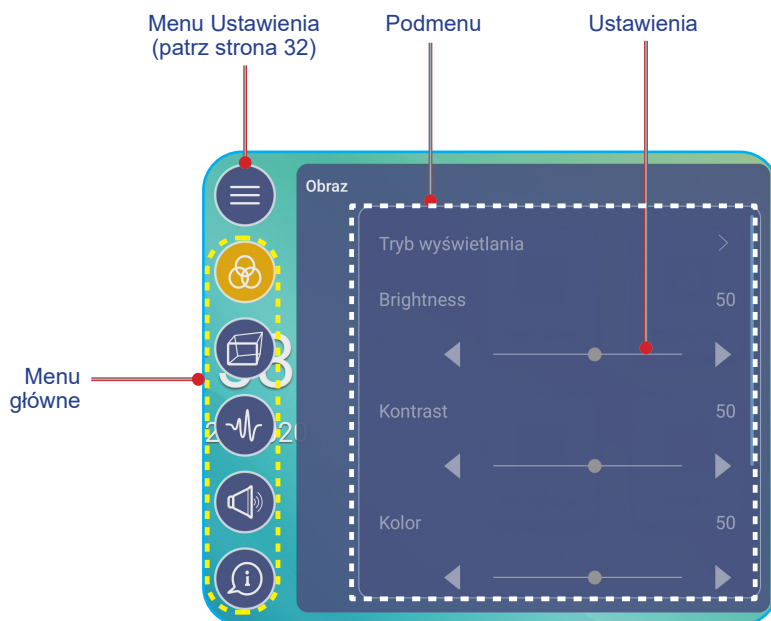 Menu Ustawienia
(patrz strona 32)
Podmenu
Ustawienia
Obraz
Tryb wyświetlania
Brightness 50
Menu
główne
Kontrast 50
Kolor 50